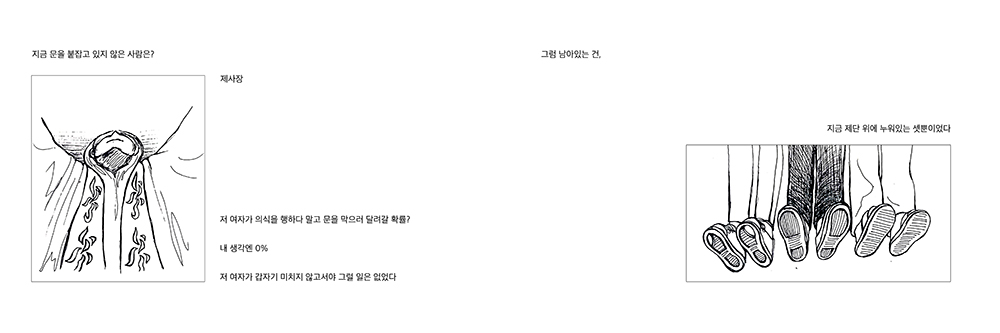 지금 문을 붙잡고 있지 않은 사람은?
제사장
저 여자가 의식을 행하다 말고 문을 막으러 달려갈 확률?
내 생각엔 0%
저 여자가 갑자기 미치지 않고서야 그럴 일은 없었다
그럼 남아있는 건,
지금 제단 위에 누워있는 셋뿐이었다